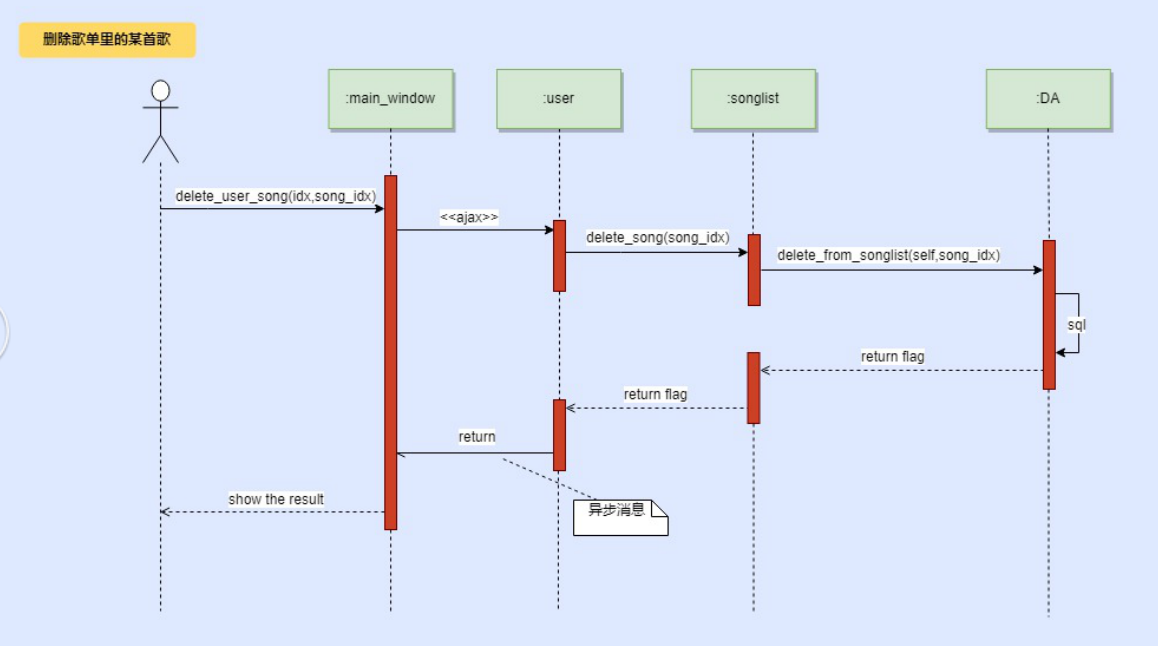 删除歌单里的某首歌
:main_window
:user
:songlist
:DA
delete_user_song(idx,song_idx)
<<ajax>>
delete_song(song_idx)
delete_from_songlist(self,song_idx)
sql
return flag
return flag
return
show the result
异步消息